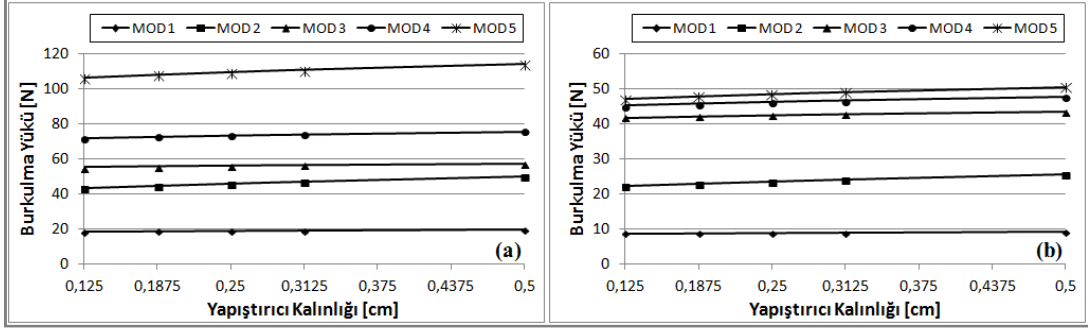 MOD1 MOD2 MOD3 MOD4 MOD5
120
100
80
60
40
20
0
Burkulma Yükü [N]
(a)
0,125 0,1875 0,25 0,3125 0,375 0,4375 0,5
Yapıştırıcı Kalınlığı [cm]
MOD1 MOD2 MOD3 MOD4 MOD5
60
50
40
30
20
10
0
Burkulma Yükü [N]
(b)
0,125 0,1875 0,25 0,3125 0,375 0,4375 0,5
Yapıştırıcı Kalınlığı [cm]